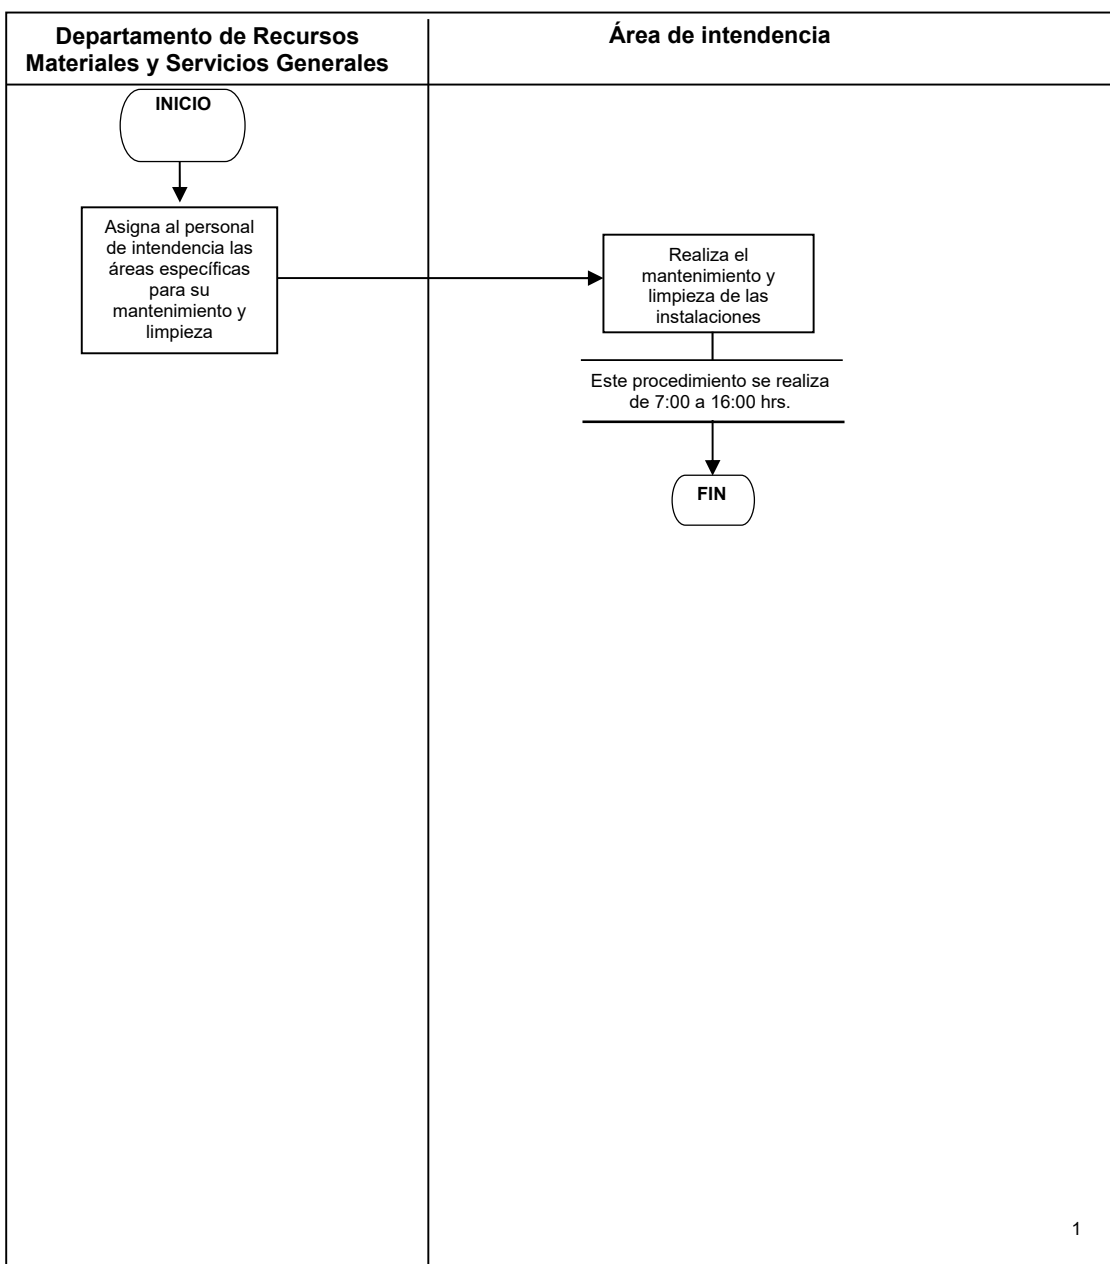 Departamento de Recursos
Materiales y Servicios Generales
Área de intendencia
INICIO
Asigna al personal
de intendencia las
áreas específicas
para su
mantenimiento y
limpieza
Realiza el
mantenimiento y
limpieza de las
instalaciones
Este procedimiento se realiza
de 7:00 a 16:00 hrs.
FIN
1